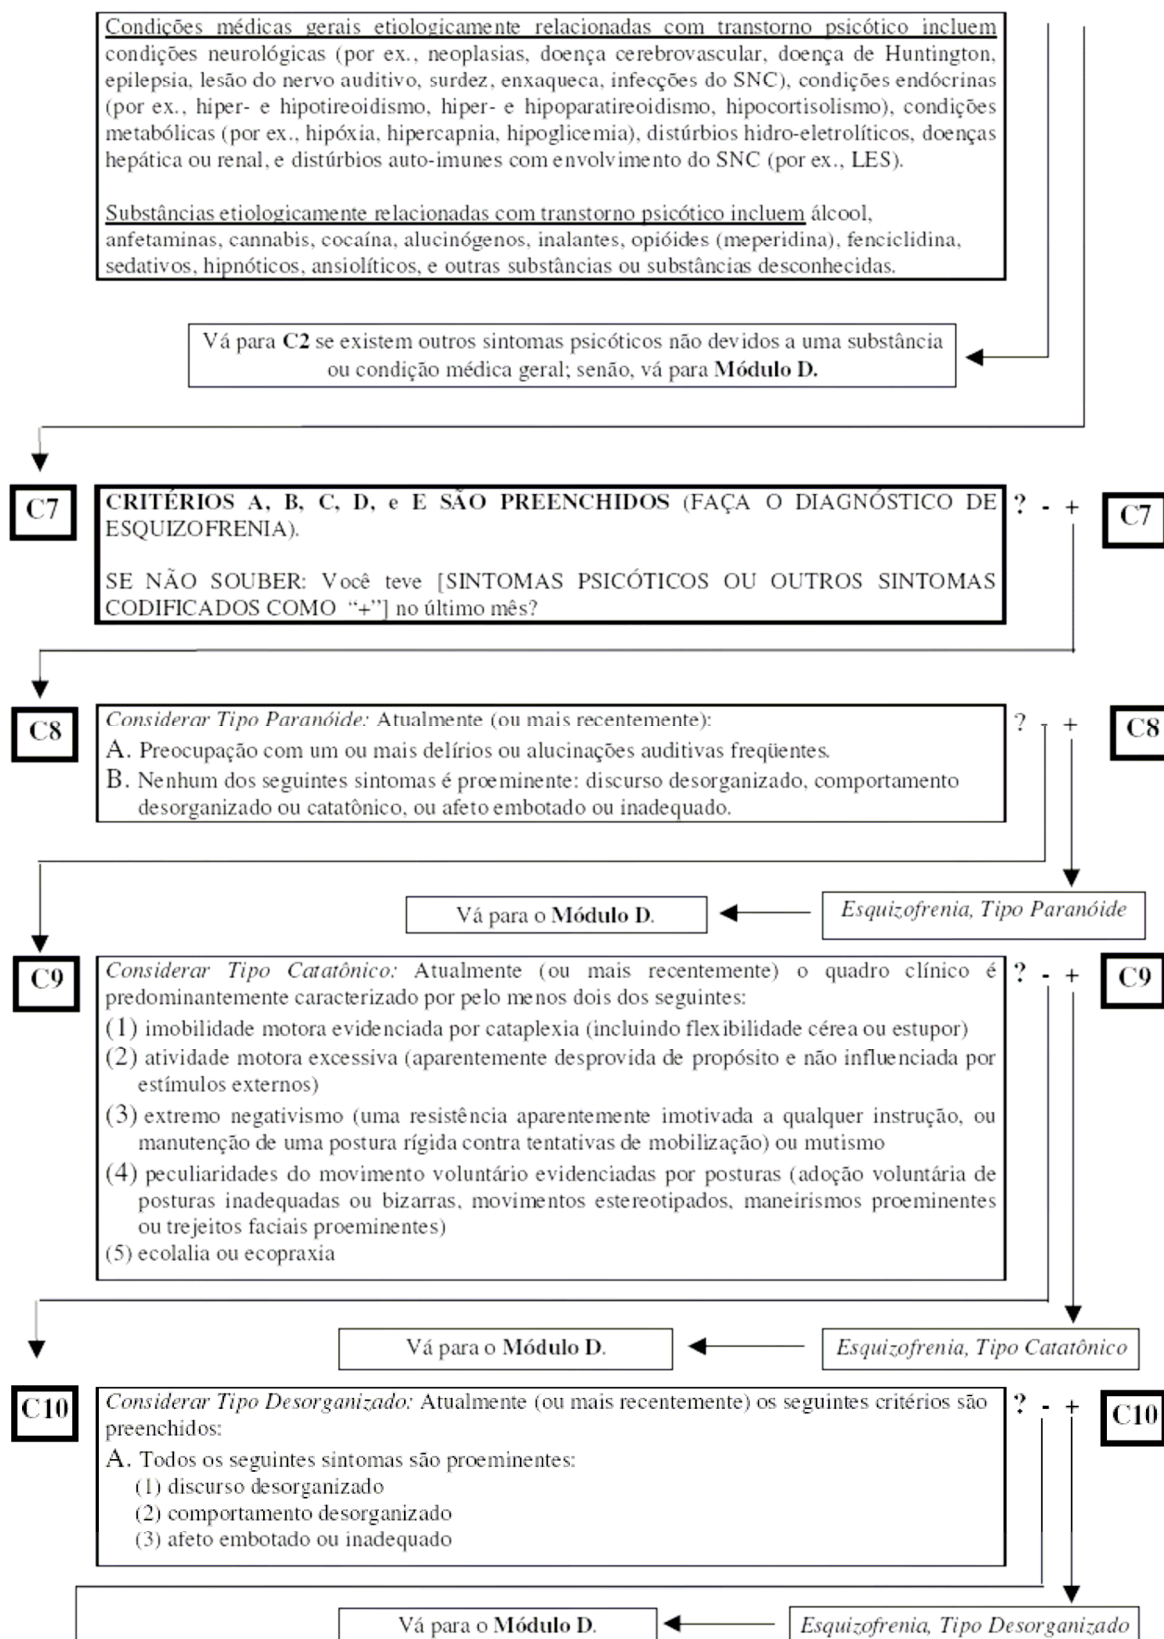 Condições médicas gerais etiologicamente relacionadas com transtorno psicótico incluem
condições neurológicas (por ex., neoplasias, doença cerebrovascular, doença de Huntington,
epilepsia, lesão do nervo auditivo, surdez, enxaqueca, infecções do SNC), condições endócrinas
(por ex., hiper- e hipotireoidismo, hiper- e hipoparatireoidismo, hipocortisolismo), condições
metabólicas (por ex., hipóxia, hipercapnia, hipoglicemia), distúrbios hidro-eletrolíticos, doenças
hepática ou renal, e distúrbios auto-imunes com envolvimento do SNC (por ex., LES).
Substâncias etiologicamente relacionadas com transtorno psicótico incluem álcool,
anfetaminas, cannabis, cocaína, alucinógenos, inalantes, opióides (meperidina), fenciclidina,
sedativos, hipnóticos, ansiolíticos, e outras substâncias ou substâncias desconhecidas.
Vá para C2 se existem outros sintomas psicóticos não devidos a uma substância
ou condição médica geral; senão, vá para Módulo D.
C7 CRITÉRIOS A, B, C, D, e E SÃO PREENCHIDOS (FAÇA O DIAGNÓSTICO DE ? - + C7
ESQUIZOFRENIA).
SE NÃO SOUBER: Você teve [SINTOMAS PSICÓTICOS OU OUTROS SINTOMAS
CODIFICADOS COMO “+”] no último mês?
C8 Considerar Tipo Paranóide: Atualmente (ou mais recentemente): ? - + C8
A. Preocupação com um ou mais delírios ou alucinações auditivas freqüentes.
B. Nenhum dos seguintes sintomas é proeminente: discurso desorganizado, comportamento
desorganizado ou catatônico, ou afeto embotado ou inadequado.
Vá para o Módulo D. Esquizofrenia, Tipo Paranóide
C9 Considerar Tipo Catatônico: Atualmente (ou mais recentemente) o quadro clínico é ? - + C9
predominantemente caracterizado por pelo menos dois dos seguintes:
(1) imobilidade motora evidenciada por cataplexia (incluindo flexibilidade cérea ou estupor)
(2) atividade motora excessiva (aparentemente desprovida de propósito e não influenciada por
estímulos externos)
(3) extremo negativismo (uma resistência aparentemente imotivada a qualquer instrução, ou
manutenção de uma postura rígida contra tentativas de mobilização) ou mutismo
(4) peculiaridades do movimento voluntário evidenciadas por posturas (adoção voluntária de
posturas inadequadas ou bizarras, movimentos estereotipados, maneirismos proeminentes
ou trejeitos faciais proeminentes)
(5) ecolalia ou ecopraxia
Vá para o Módulo D. Esquizofrenia, Tipo Catatônico
C10 Considerar Tipo Desorganizado: Atualmente (ou mais recentemente) os seguintes critérios são ? - + C10
preenchidos:
A. Todos os seguintes sintomas são proeminentes:
(1) discurso desorganizado
(2) comportamento desorganizado
(3) afeto embotado ou inadequado
Vá para o Módulo D. Esquizofrenia, Tipo Desorganizado